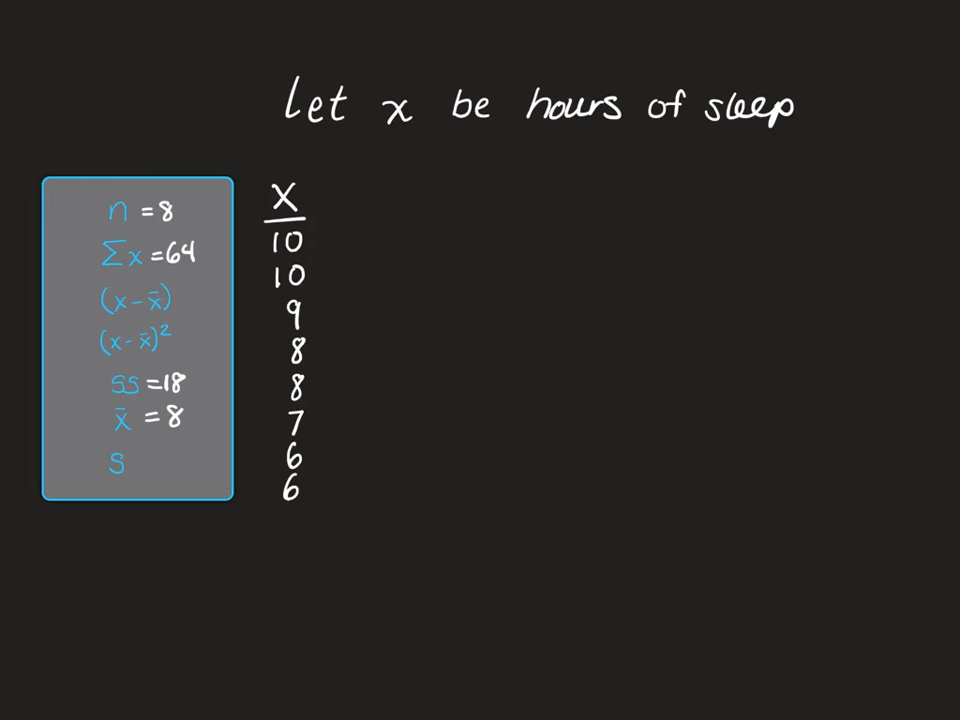 Let x be hours of sleep
n = 8
Σx = 64
(x - x̄)
(x - x̄)²
SS = 18
x̄ = 8
S
X
10
10
9
8
8
7
6
6